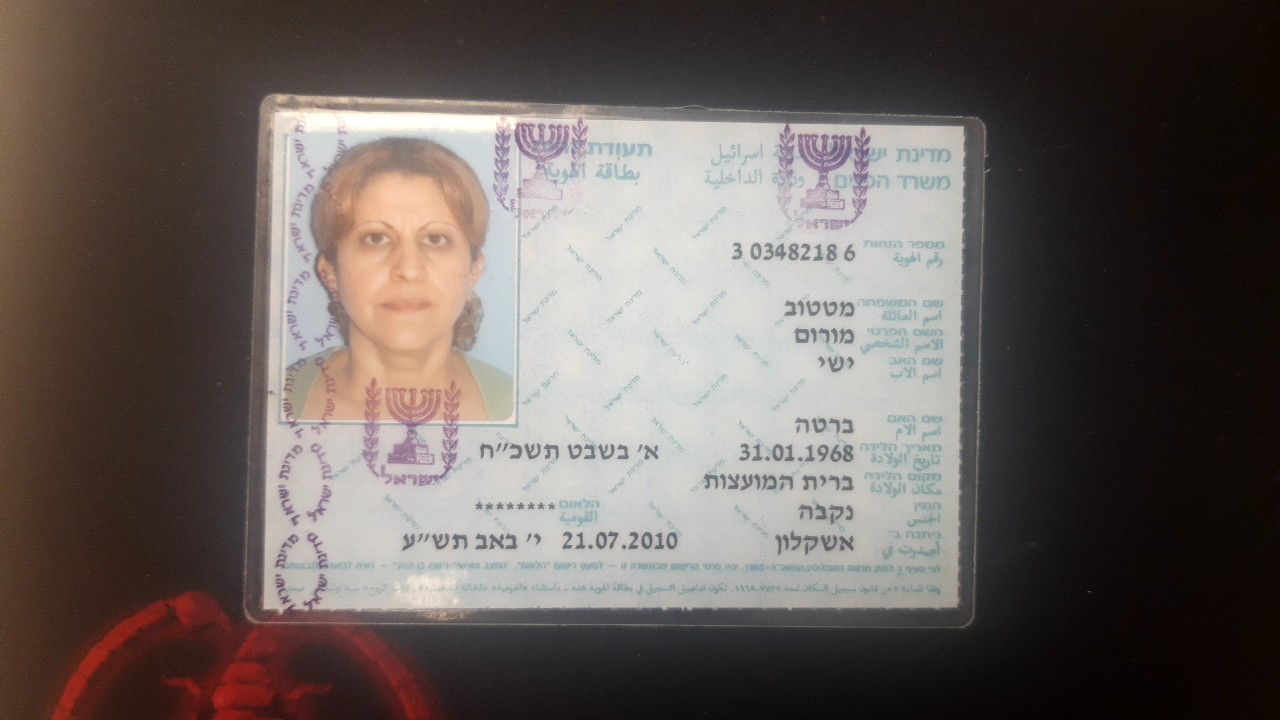 מדינת ישראל اسرائيل
משרד הפנים وزارة الداخلية
תעודת
بطاقة الهوية
מספר הזהות 3 0348218 6
رقم الهوية
שם המשפחה מטטוב
اسم العائلة
השם הפרטי מורום
الاسم الشخصي
שם האב ישי
اسم الاب
שם האם ברטה
اسم الام
תאריך הלידה 31.01.1968 א' בשבט תשכ"ח
تاريخ الولادة
מקום הלידה ברית המועצות
مكان الولادة
המין נקבה הלאום ********
الجنس القومية
ניתנה ב- אשקלון 21.07.2010 י' באב תש"ע
أصدرت في
ישראל
ישראל
ישראל
מדינת ישראל